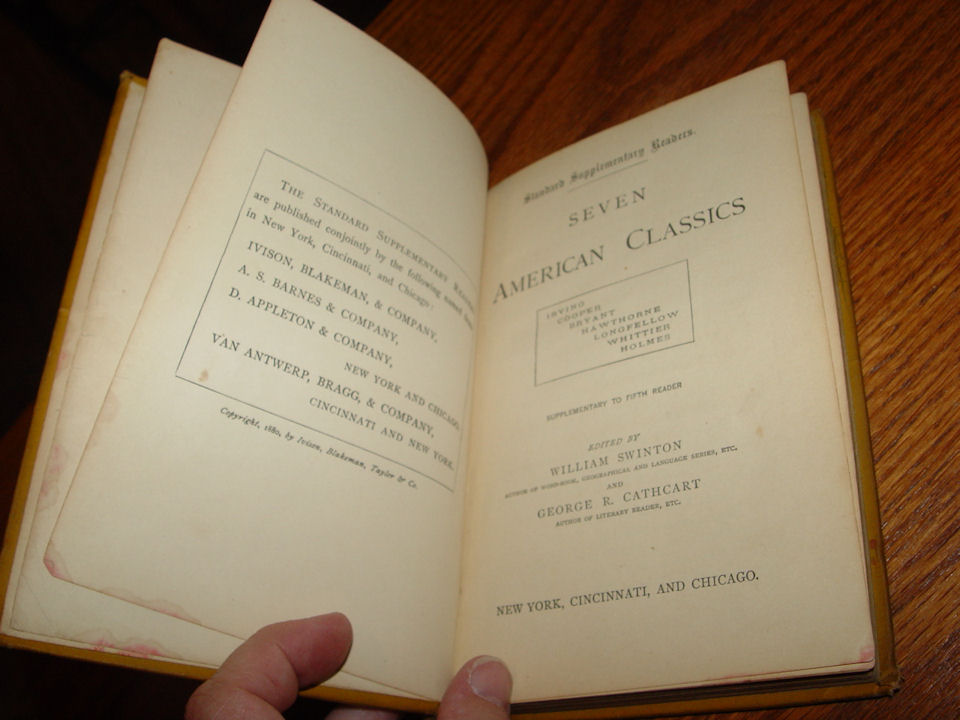 THE STANDARD SUPPLEMENTARY
are published conjointly by the following named
in New York, Cincinnati, and Chicago:
IVISON, BLAKEMAN, & COMPANY,
A. S. BARNES & COMPANY,
D. APPLETON & COMPANY,
NEW YORK AND CHICAGO.
VAN ANTWERP, BRAGG, & COMPANY,
CINCINNATI AND NEW YORK.
Copyright, 1880, by Ivison, Blakeman, Taylor & Co.
Standard Supplementary Readers.
SEVEN
AMERICAN CLASSICS
IRVING
COOPER
BRYANT
HAWTHORNE
LONGFELLOW
WHITTIER
HOLMES
SUPPLEMENTARY TO FIFTH READER
EDITED BY
WILLIAM SWINTON
AUTHOR OF WORD-BOOK, GEOGRAPHICAL AND LANGUAGE SERIES, ETC.
AND
GEORGE R. CATHCART
AUTHOR OF LITERARY READER, ETC.
NEW YORK, CINCINNATI, AND CHICAGO.